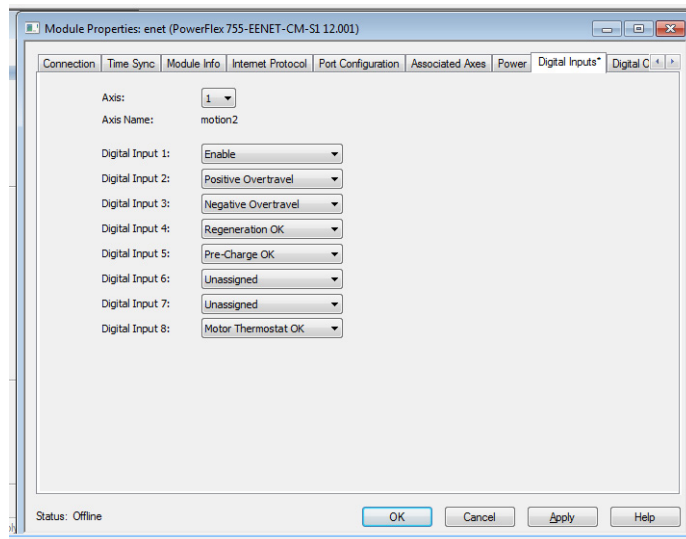 Module Properties: enet (PowerFlex 755-EENET-CM-S1 12.001)
Connection Time Sync Module Info Internet Protocol Port Configuration Associated Axes Power Digital Inputs* Digital C
Axis: 1
Axis Name: motion2
Digital Input 1: Enable
Digital Input 2: Positive Overtravel
Digital Input 3: Negative Overtravel
Digital Input 4: Regeneration OK
Digital Input 5: Pre-Charge OK
Digital Input 6: Unassigned
Digital Input 7: Unassigned
Digital Input 8: Motor Thermostat OK
Status: Offline OK Cancel Apply Help